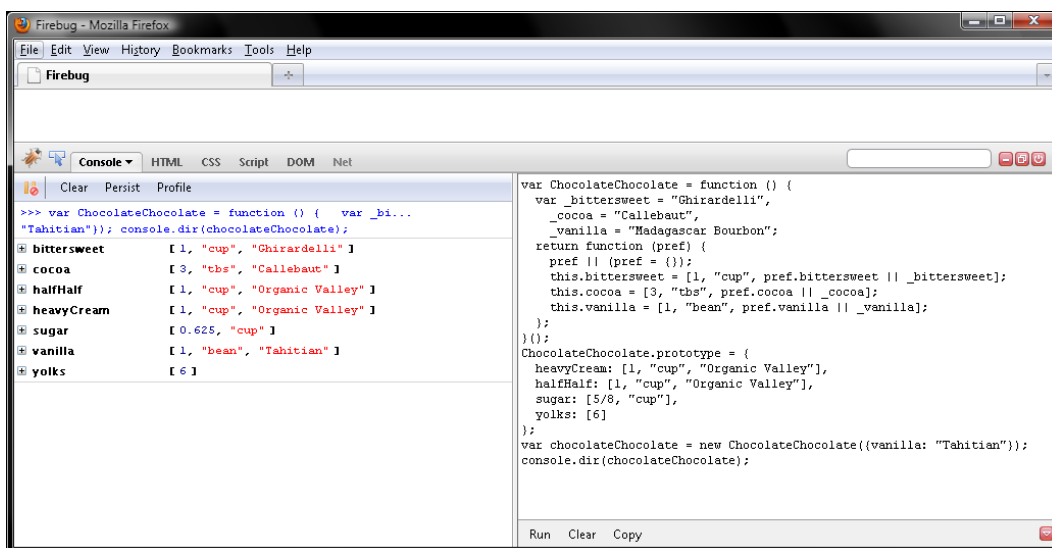 Firebug - Mozilla Firefox
File Edit View History Bookmarks Tools Help
Firebug
Console HTML CSS Script DOM Net
Clear Persist Profile
>>> var ChocolateChocolate = function () {   var _bi...
"Tahitian"}); console.dir(chocolateChocolate);
bittersweet [ 1, "cup", "Ghirardelli" ]
cocoa [ 3, "tbs", "Callebaut" ]
halfHalf [ 1, "cup", "Organic Valley" ]
heavyCream [ 1, "cup", "Organic Valley" ]
sugar [ 0.625, "cup" ]
vanilla [ 1, "bean", "Tahitian" ]
yolks [ 6 ]
var ChocolateChocolate = function () {
  var _bittersweet = "Ghirardelli",
    _cocoa = "Callebaut",
    _vanilla = "Madagascar Bourbon";
  return function (pref) {
    pref || (pref = {});
    this.bittersweet = [1, "cup", pref.bittersweet || _bittersweet];
    this.cocoa = [3, "tbs", pref.cocoa || _cocoa];
    this.vanilla = [1, "bean", pref.vanilla || _vanilla];
  };
}();
ChocolateChocolate.prototype = {
  heavyCream: [1, "cup", "Organic Valley"],
  halfHalf: [1, "cup", "Organic Valley"],
  sugar: [5/8, "cup"],
  yolks: [6]
};
var chocolateChocolate = new ChocolateChocolate({vanilla: "Tahitian"});
console.dir(chocolateChocolate);
Run Clear Copy